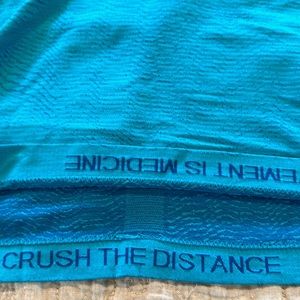 EMENT IS MEDICINE
CRUSH THE DISTANCE